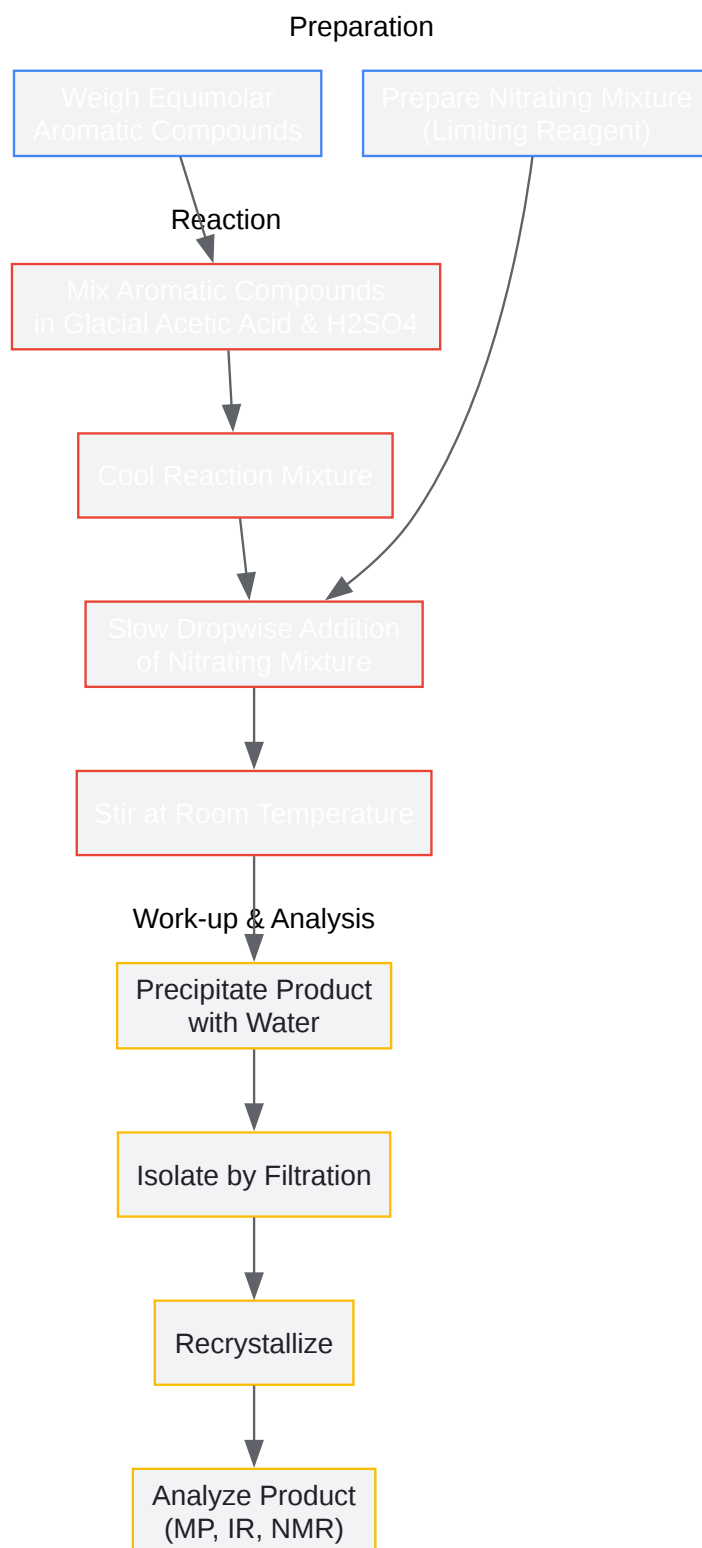 Preparation
Weigh Equimolar
Aromatic Compounds
Prepare Nitrating Mixture
(Limiting Reagent)
Reaction
Mix Aromatic Compounds
in Glacial Acetic Acid & H2SO4
Cool Reaction Mixture
Slow Dropwise Addition
of Nitrating Mixture
Stir at Room Temperature
Work-up & Analysis
Precipitate Product
with Water
Isolate by Filtration
Recrystallize
Analyze Product
(MP, IR, NMR)